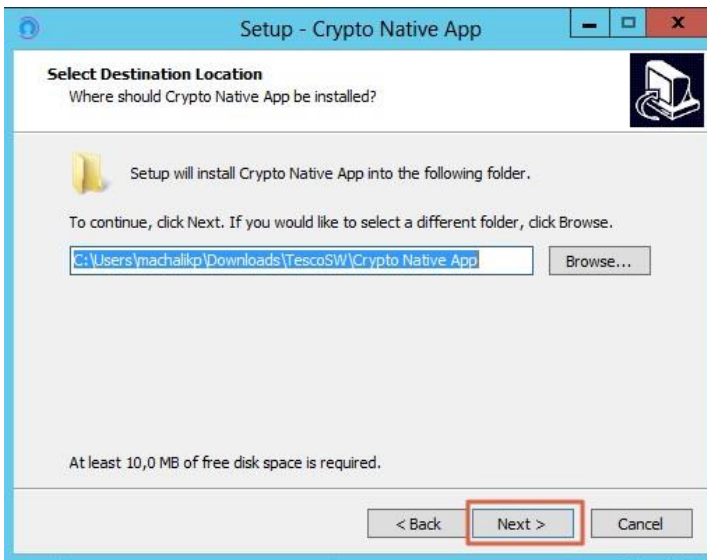 Setup - Crypto Native App
Select Destination Location
Where should Crypto Native App be installed?
Setup will install Crypto Native App into the following folder.
To continue, click Next. If you would like to select a different folder, click Browse.
C:\Users\machalikp\Downloads\TescoSW\Crypto Native App
Browse...
At least 10,0 MB of free disk space is required.
< Back Next > Cancel